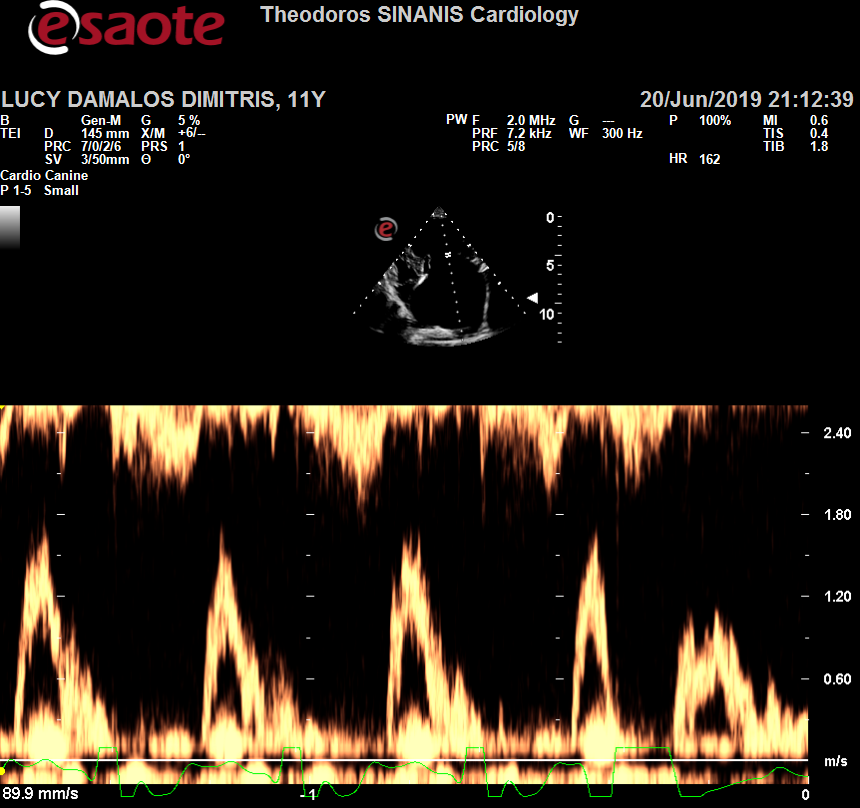 esaote
Theodoros SINANIS Cardiology
LUCY DAMALOS DIMITRIS, 11Y
20/Jun/2019 21:12:39
B Gen-M G 5 %
TEI D 145 mm X/M +6/--
PRC 7/0/2/6 PRS 1
SV 3/50mm Θ 0°
Cardio Canine
P 1-5 Small
PW F 2.0 MHz G ---
PRF 7.2 kHz WF 300 Hz
PRC 5/8
P 100% MI 0.6
TIS 0.4
TIB 1.8
HR 162
e
0
5
10
2.40
1.80
1.20
0.60
m/s
89.9 mm/s -1 0